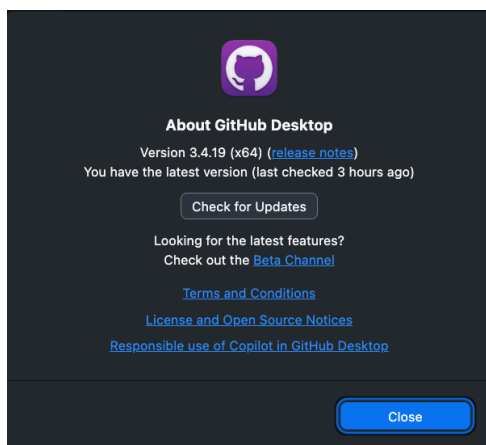 About GitHub Desktop
Version 3.4.19 (x64) (release notes)
You have the latest version (last checked 3 hours ago)
Check for Updates
Looking for the latest features?
Check out the Beta Channel
Terms and Conditions
License and Open Source Notices
Responsible use of Copilot in GitHub Desktop
Close